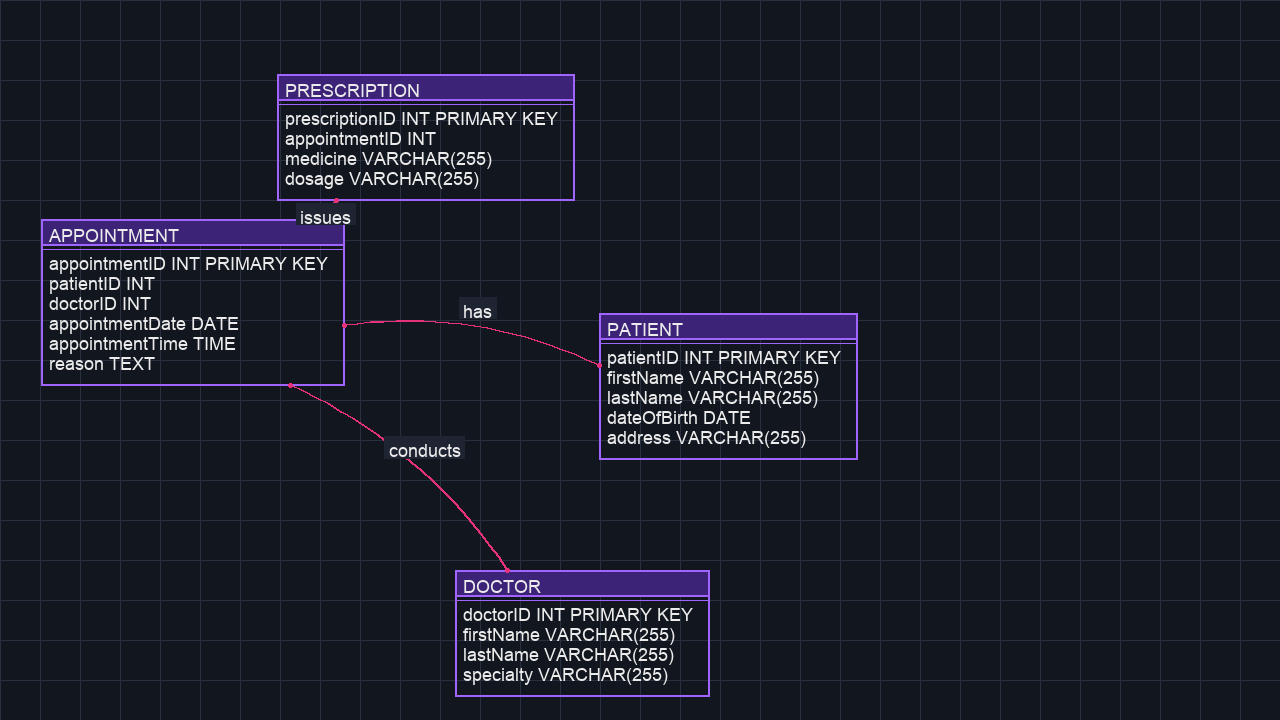 PRESCRIPTION
prescriptionID INT PRIMARY KEY
appointmentID INT
medicine VARCHAR(255)
dosage VARCHAR(255)
issues
APPOINTMENT
appointmentID INT PRIMARY KEY
patientID INT
doctorID INT
appointmentDate DATE
appointmentTime TIME
reason TEXT
has
PATIENT
patientID INT PRIMARY KEY
firstName VARCHAR(255)
lastName VARCHAR(255)
dateOfBirth DATE
address VARCHAR(255)
conducts
DOCTOR
doctorID INT PRIMARY KEY
firstName VARCHAR(255)
lastName VARCHAR(255)
specialty VARCHAR(255)